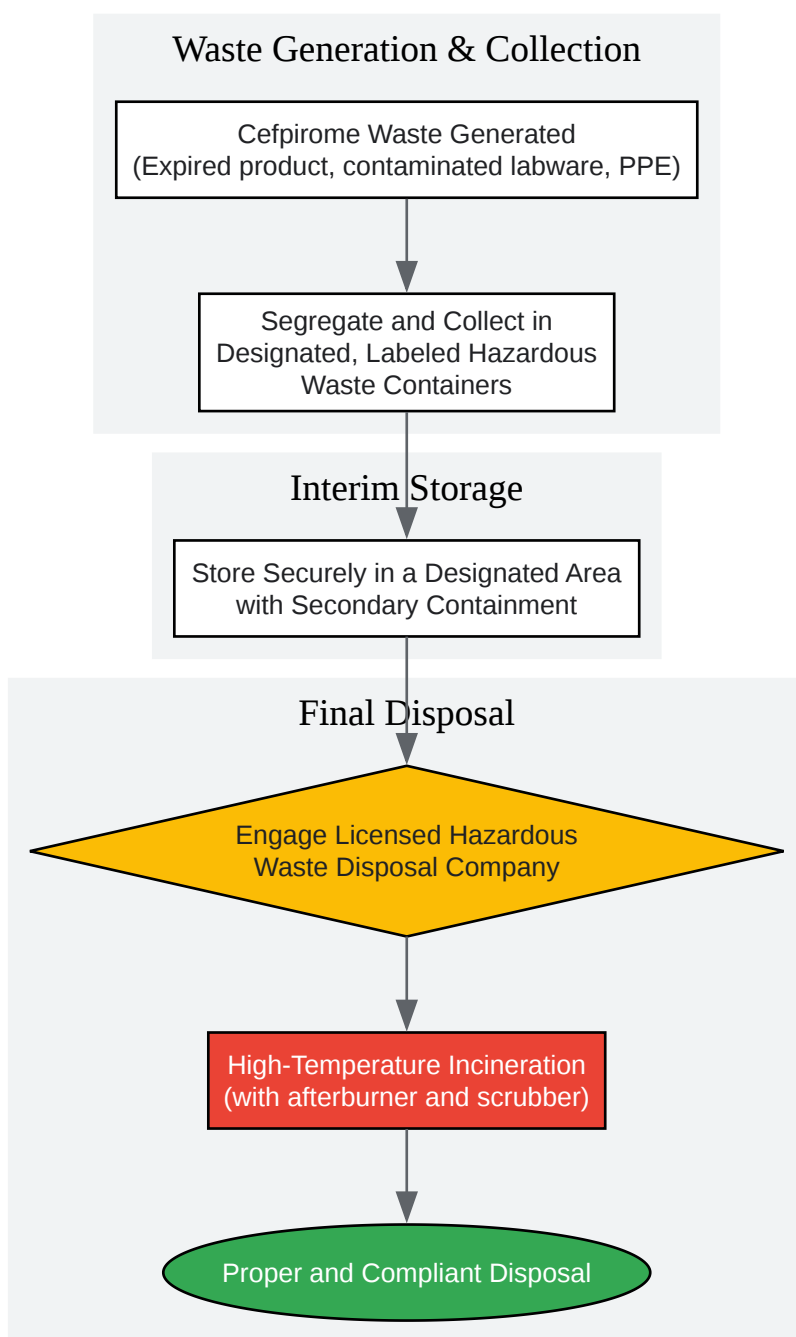 Waste Generation & Collection
Cefpirome Waste Generated
(Expired product, contaminated labware, PPE)
Segregate and Collect in
Designated, Labeled Hazardous
Waste Containers
Interim Storage
Store Securely in a Designated Area
with Secondary Containment
Final Disposal
Engage Licensed Hazardous
Waste Disposal Company
High-Temperature Incineration
(with afterburner and scrubber)
Proper and Compliant Disposal